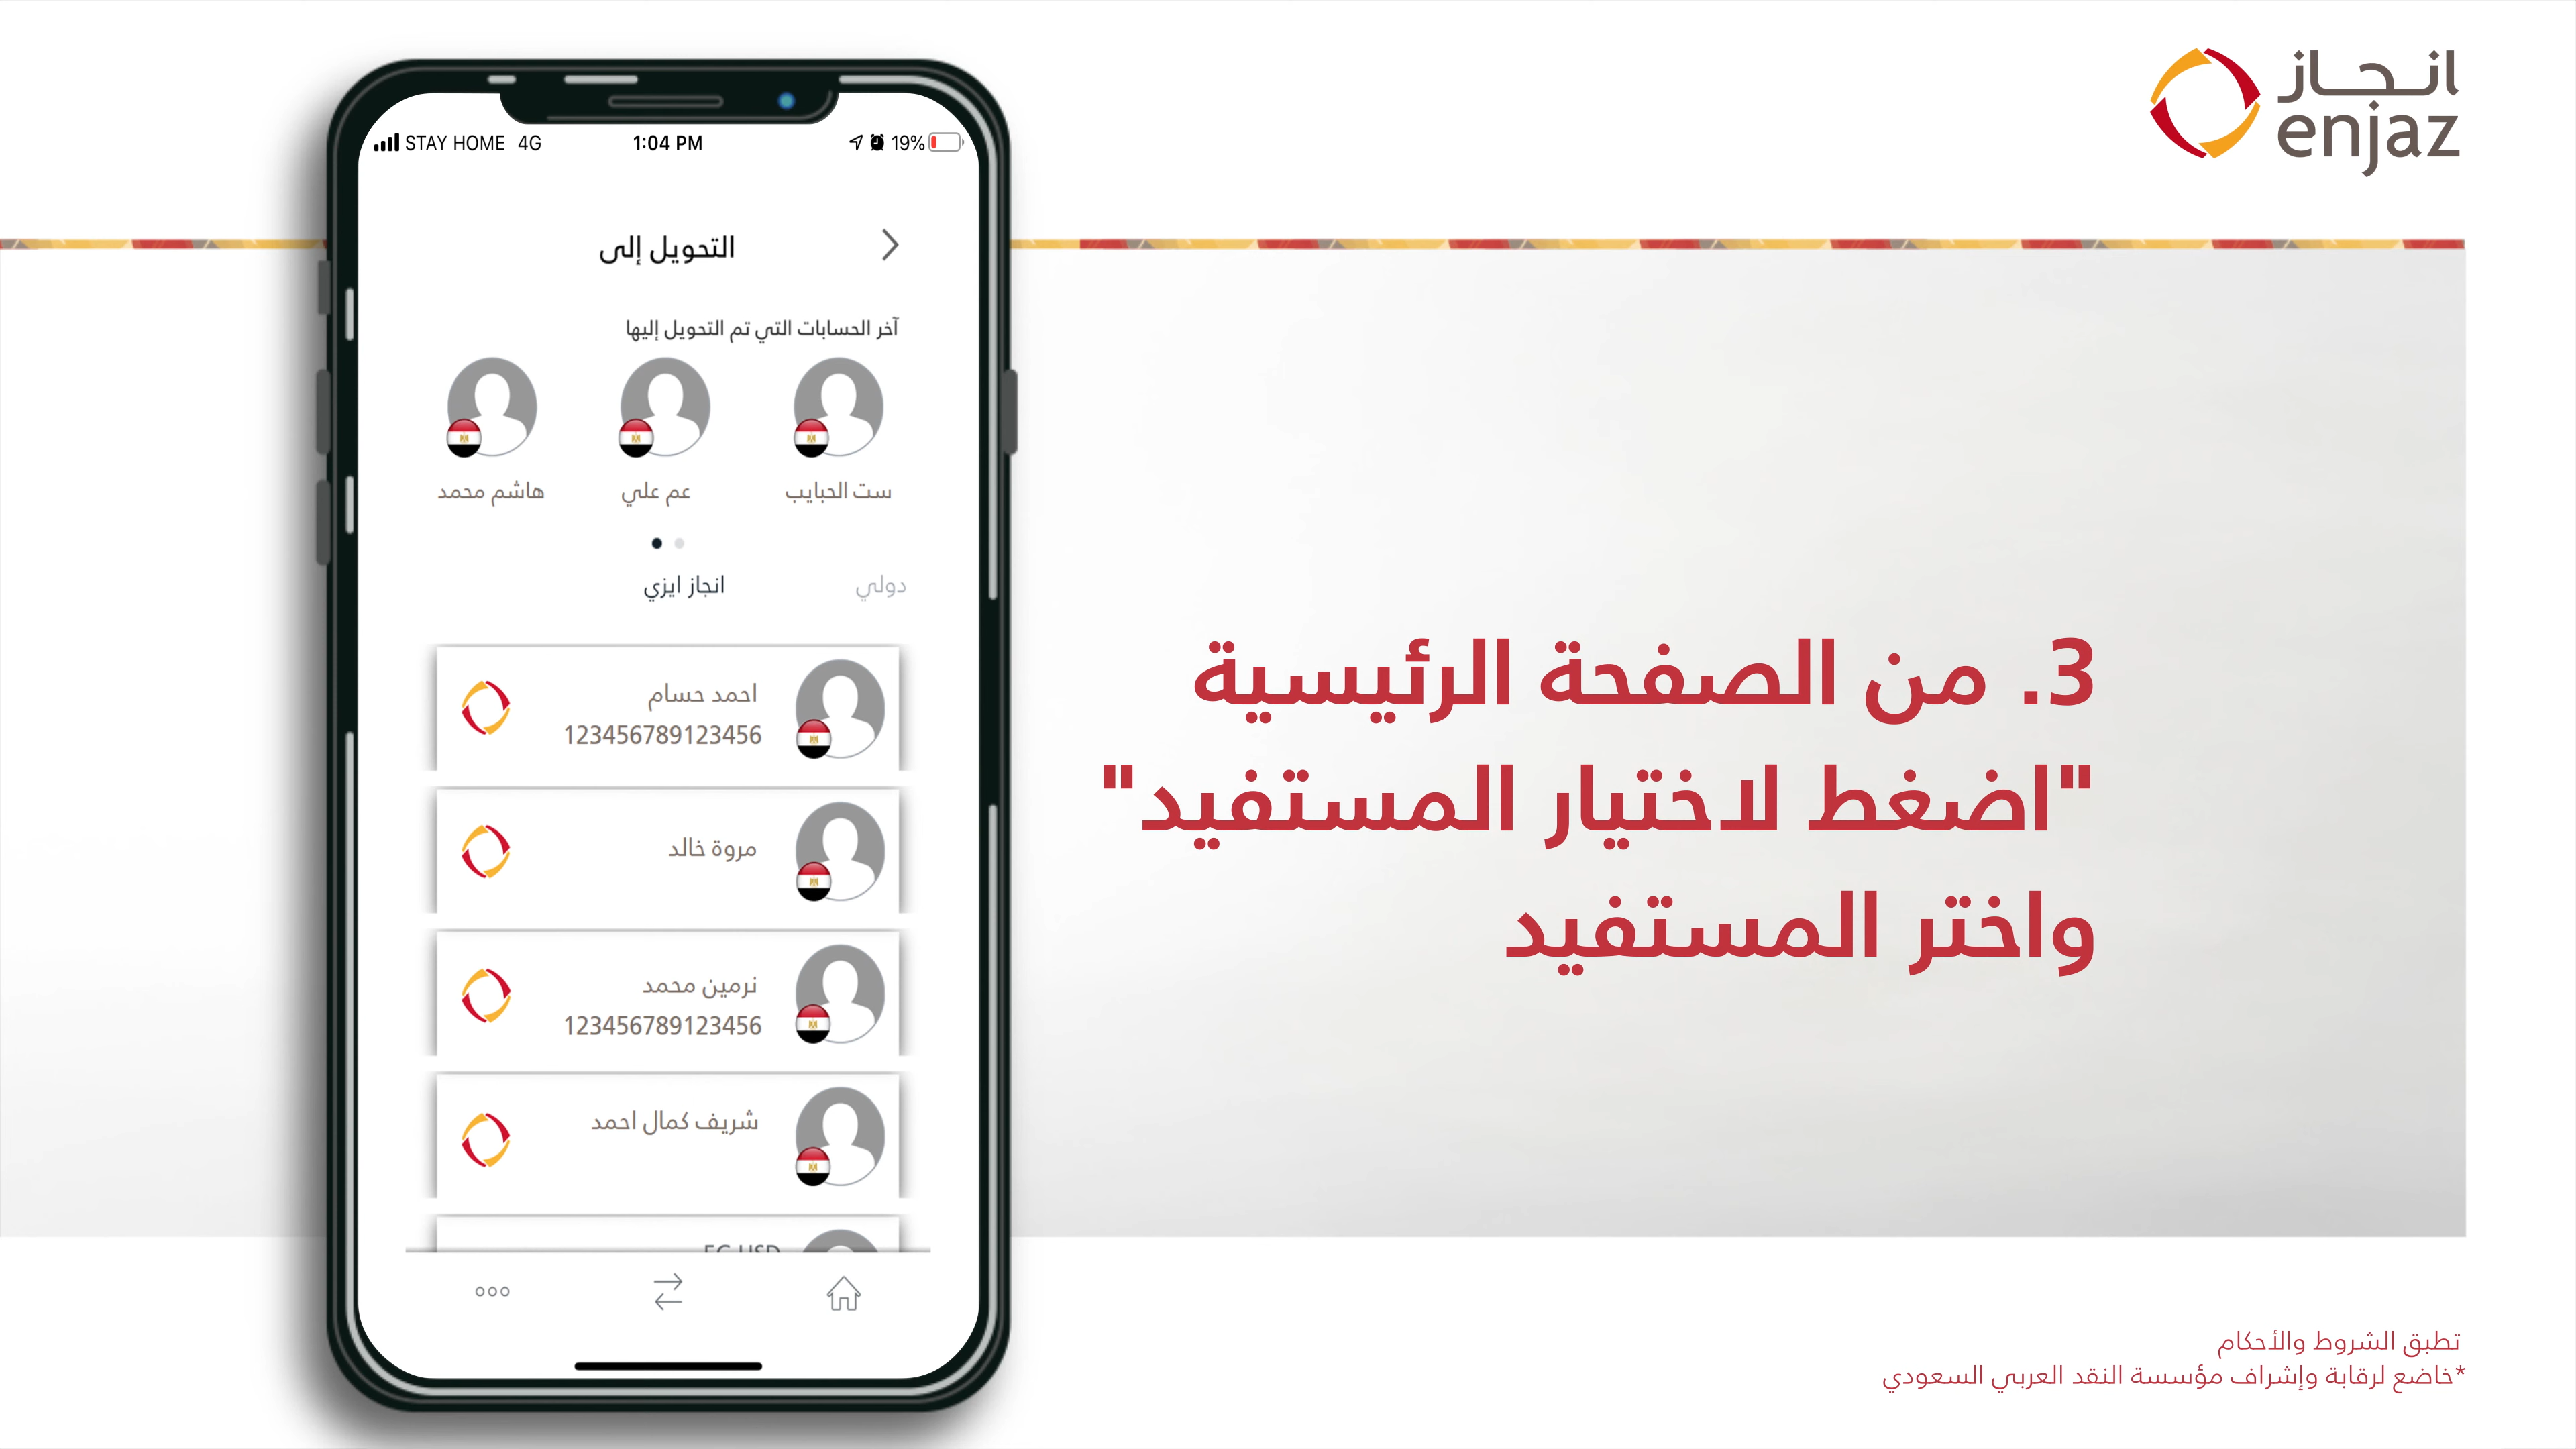 انجاز
enjaz
STAY HOME 4G 1:04 PM 19%
التحويل إلى
آخر الحسابات التي تم التحويل إليها
ست الحبايب
عم علي
هاشم محمد
دولي
انجاز ايزي
احمد حسام
123456789123456
مروة خالد
نرمين محمد
123456789123456
شريف كمال احمد
3. من الصفحة الرئيسية
"اضغط لاختيار المستفيد"
واختر المستفيد
تطبق الشروط والأحكام
*خاضع لرقابة وإشراف مؤسسة النقد العربي السعودي